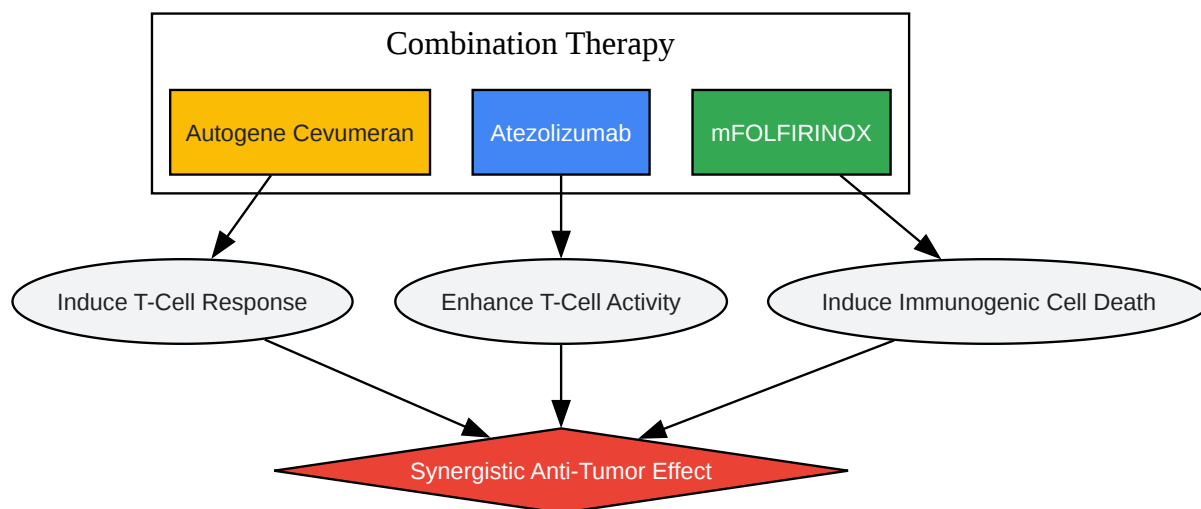 Combination Therapy
Autogene Cevumeran
Atezolizumab
mFOLFIRINOX
Induce T-Cell Response
Enhance T-Cell Activity
Induce Immunogenic Cell Death
Synergistic Anti-Tumor Effect